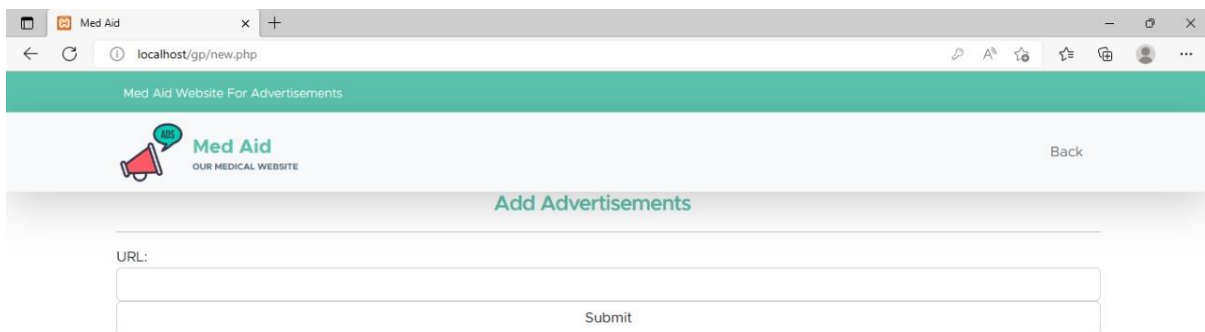 Med Aid
localhost/gp/new.php
Med Aid Website For Advertisements
ADS
Med Aid
OUR MEDICAL WEBSITE
Back
Add Advertisements
URL:
Submit